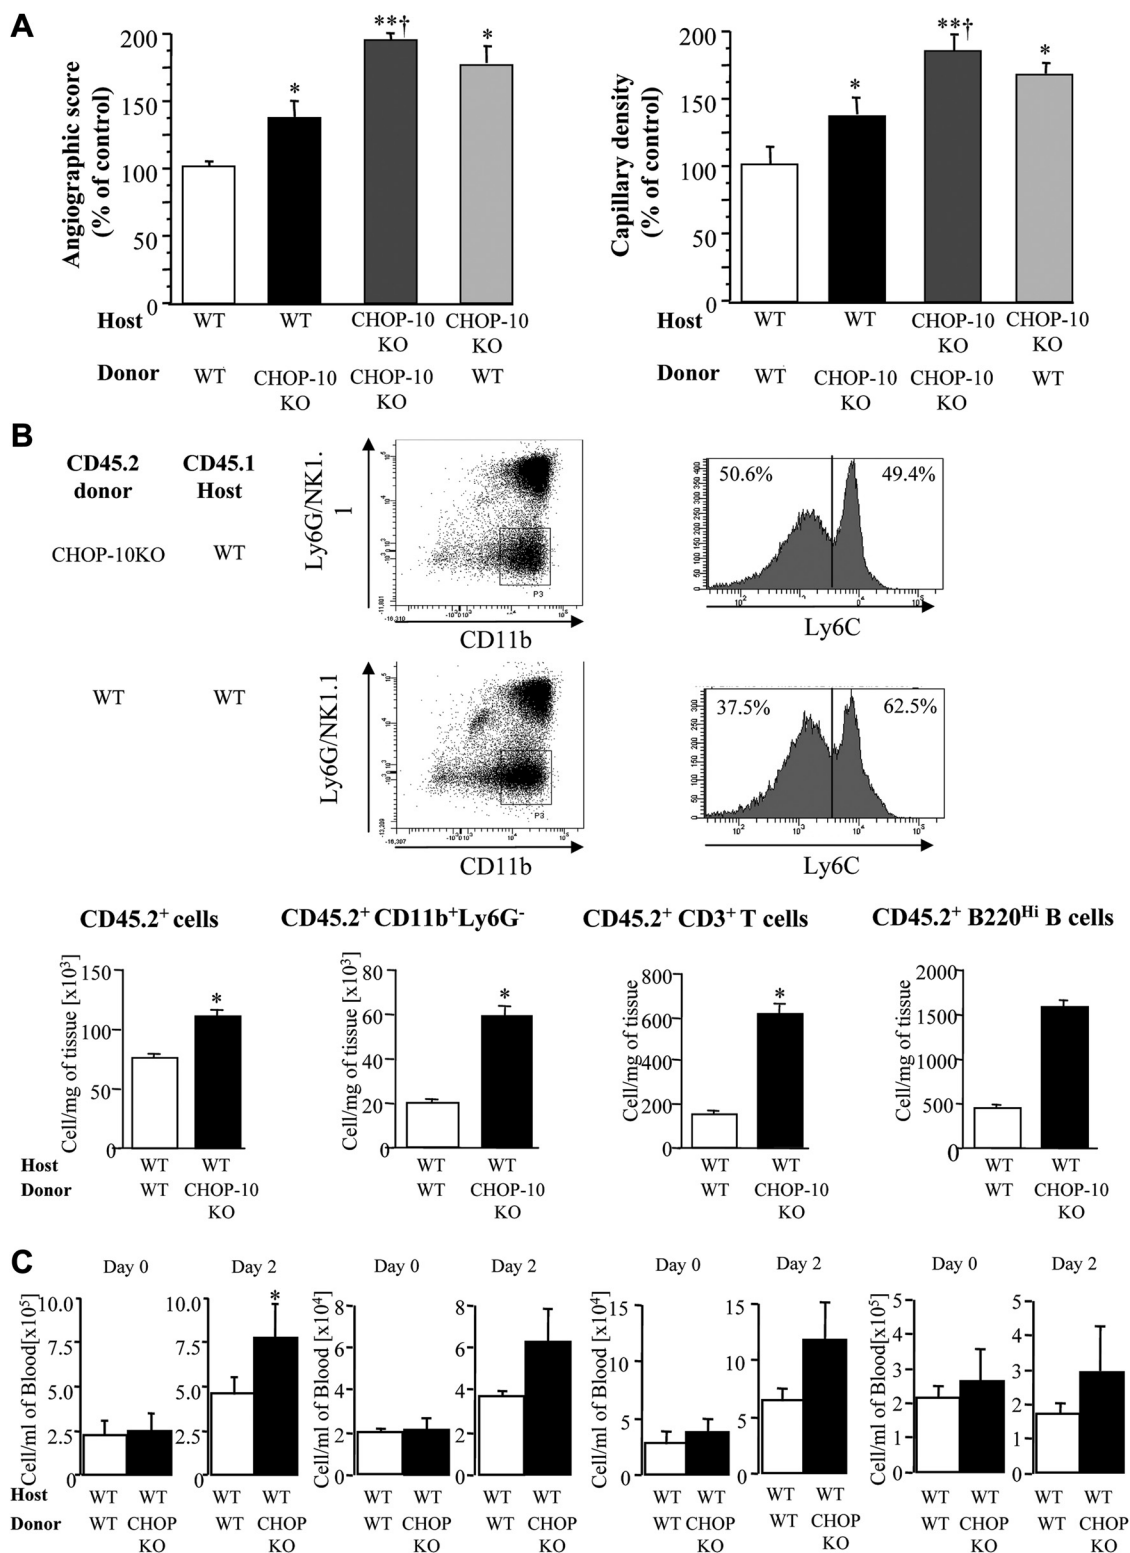 A
Angiographic score
(% of control)
200
150
100
50
0
*
**†
*
Host
WT
WT
CHOP-10
KO
CHOP-10
KO
Donor
WT
CHOP-10
KO
CHOP-10
KO
WT
Capillary density
(% of control)
200
150
100
50
0
*
**†
*
WT
WT
CHOP-10
KO
CHOP-10
KO
Donor
WT
CHOP-10
KO
CHOP-10
KO
WT
B
CD45.2
donor
CD45.1
Host
CHOP-10KO
WT
Ly6G/NK1.
1
P3
CD11b
50.6%
49.4%
Ly6C
WT
WT
Ly6G/NK1.1
P3
CD11b
37.5%
62.5%
10² 10³ 10⁴ 10⁵
Ly6C
CD45.2⁺ cells
CD45.2⁺ CD11b⁺Ly6G⁻
CD45.2⁺ CD3⁺ T cells
CD45.2⁺ B220ᴴⁱ B cells
Cell/mg of tissue [x10³]
150
100
50
0
*
Cell/mg of tissue [x10³]
80
60
40
20
0
*
Cell/mg of tissue
800
600
400
200
0
*
Cell/mg of tissue
2000
1500
1000
500
0
Host
WT WT
WT WT
WT WT
WT WT
Donor
WT CHOP-10
KO
WT CHOP-10
KO
WT CHOP-10
KO
WT CHOP-10
KO
C
Day 0
Day 2
Day 0
Day 2
Day 0
Day 2
Day 0
Day 2
Cell/ml of Blood[x10⁵]
10.0
7.5
5.0
2.5
0
10.0
7.5
5.0
2.5
0
*
Cell/ml of Blood [x10⁴]
8
6
4
2
0
8
6
4
2
0
Cell/ml of Blood [x10⁴]
15
10
5
0
15
10
5
0
Cell/ml of Blood[x10⁵]
5
4
3
2
1
0
5
4
3
2
1
0
Host
WT WT
WT WT
WT WT
WT WT
WT WT
WT WT
WT WT
WT WT
Donor
WT CHOP
KO
WT CHOP
KO
WT CHOP
KO
WT CHOP
KO
WT CHOP
KO
WT CHOP
KO
WT CHOP
KO
WT CHOP
KO